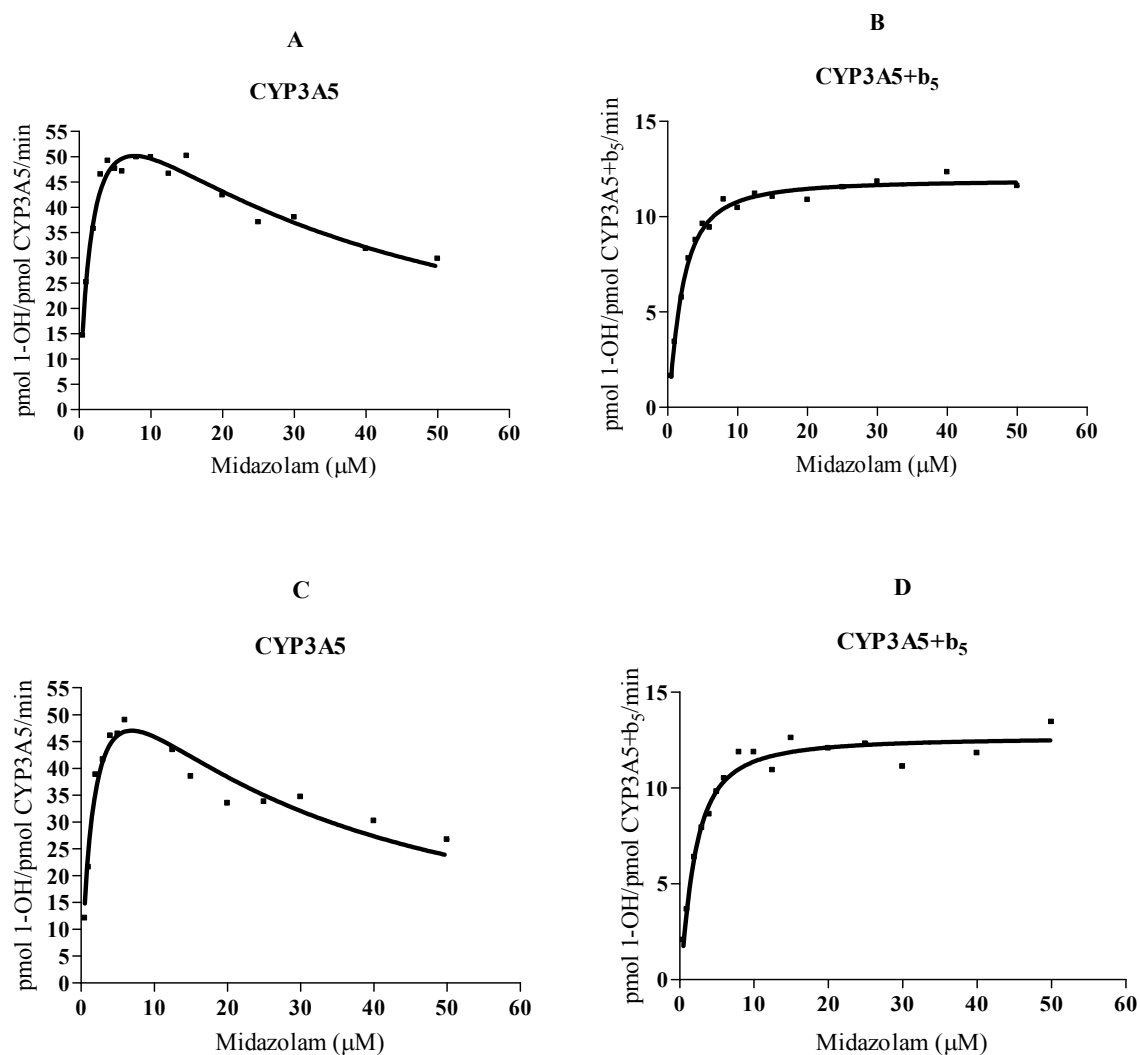 A
CYP3A5
pmol 1-OH/pmol CYP3A5/min
55
50
45
40
35
30
25
20
15
10
5
0
0 10 20 30 40 50 60
Midazolam (μM)
B
CYP3A5+b5
pmol 1-OH/pmol CYP3A5+b5/min
15
10
5
0
0 10 20 30 40 50 60
Midazolam (μM)
C
CYP3A5
pmol 1-OH/pmol CYP3A5/min
55
50
45
40
35
30
25
20
15
10
5
0
0 10 20 30 40 50 60
Midazolam (μM)
D
CYP3A5+b5
pmol 1-OH/pmol CYP3A5+b5/min
15
10
5
0
0 10 20 30 40 50 60
Midazolam (μM)